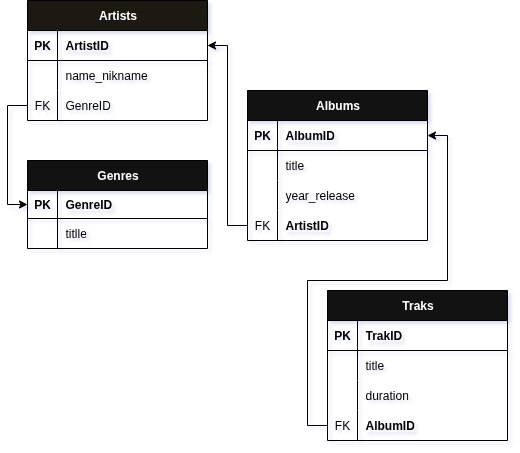 Artists
PK ArtistID
name_nikname
FK GenreID
Genres
PK GenreID
titlle
Albums
PK AlbumID
title
year_release
FK ArtistID
Traks
PK TrakID
title
duration
FK AlbumID